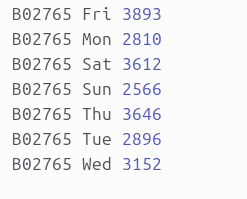 B02765 Fri 3893
B02765 Mon 2810
B02765 Sat 3612
B02765 Sun 2566
B02765 Thu 3646
B02765 Tue 2896
B02765 Wed 3152